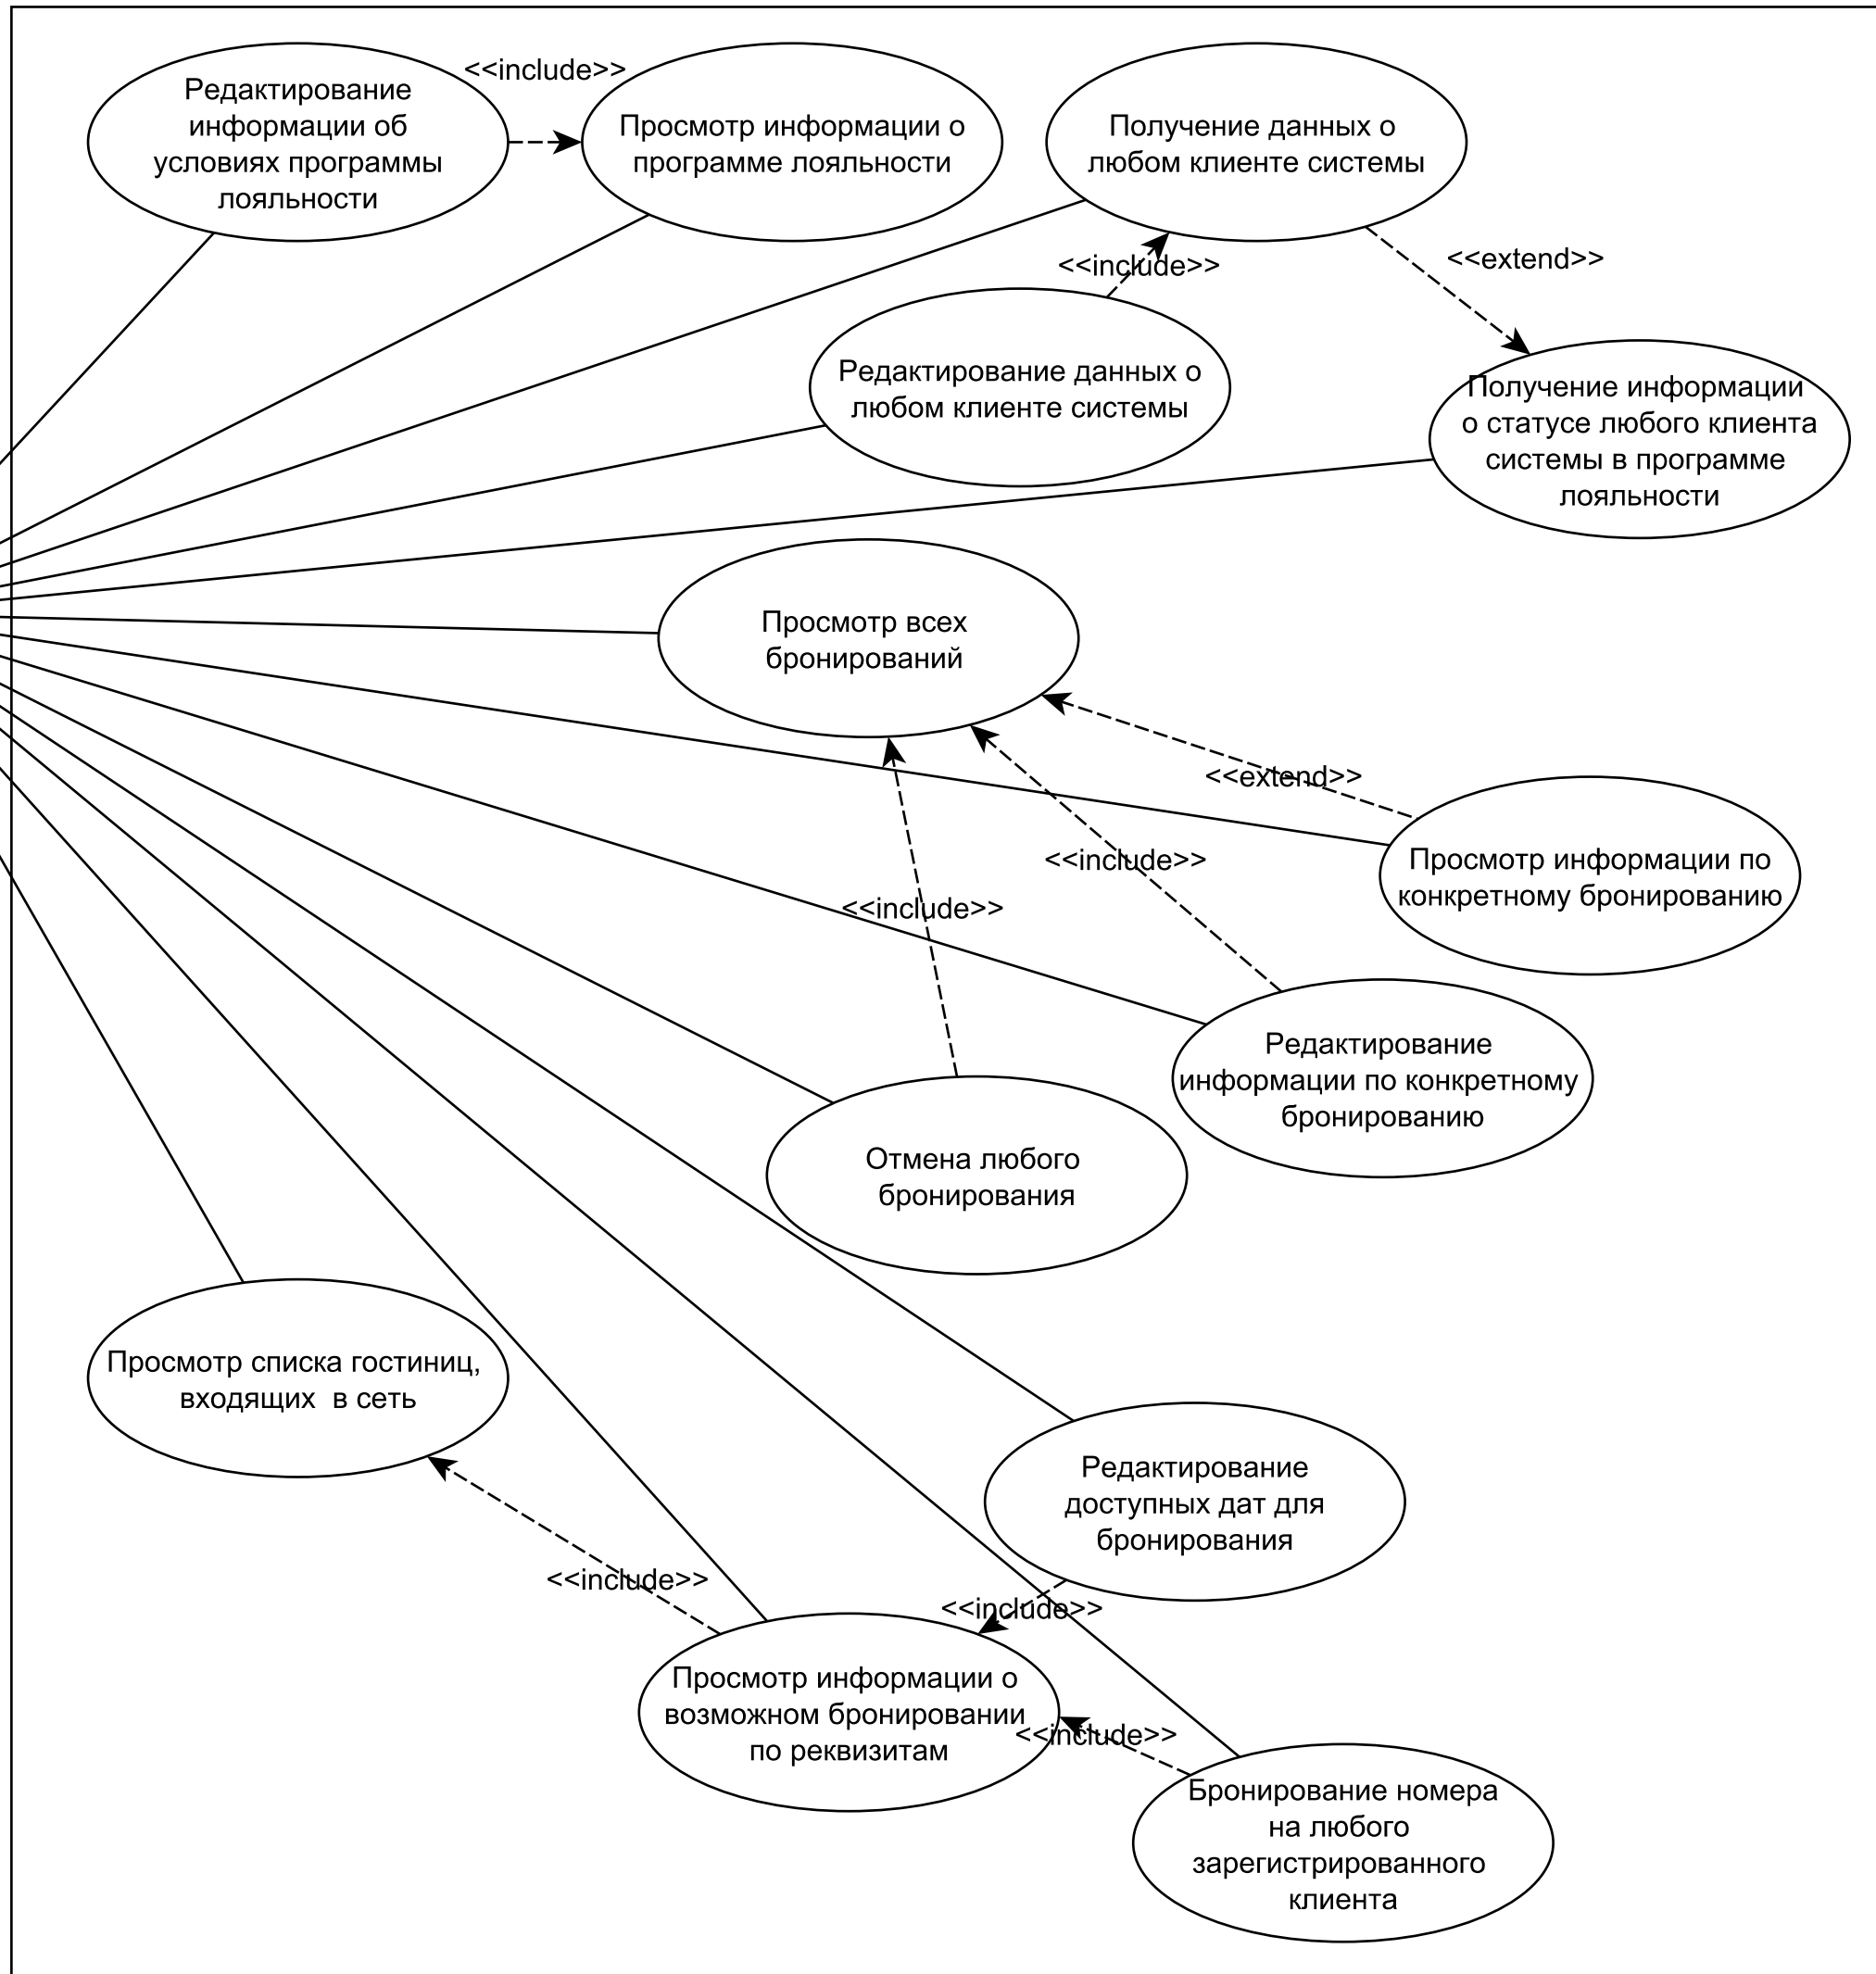 Редактирование
информации об
условиях программы
лояльности
<<include>>
Просмотр информации о
программе лояльности
Получение данных о
любом клиенте системы
<<include>>
<<extend>>
Редактирование данных о
любом клиенте системы
Получение информации
о статусе любого клиента
системы в программе
лояльности
Просмотр всех
бронирований
<<extend>>
<<include>>
<<include>>
Просмотр информации по
конкретному бронированию
Редактирование
информации по конкретному
бронированию
Отмена любого
бронирования
Просмотр списка гостиниц,
входящих  в сеть
Редактирование
доступных дат для
бронирования
<<include>>
<<include>>
Просмотр информации о
возможном бронировании
по реквизитам
<<include>>
Бронирование номера
на любого
зарегистрированного
клиента